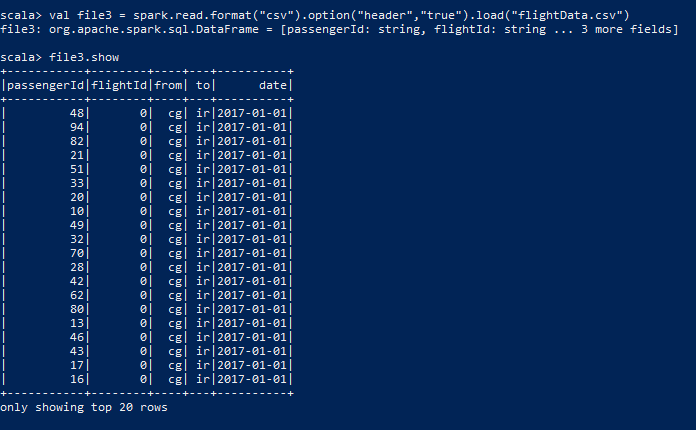 scala> val file3 = spark.read.format("csv").option("header","true").load("flightData.csv")
file3: org.apache.spark.sql.DataFrame = [passengerId: string, flightId: string ... 3 more fields]

scala> file3.show
+-----------+--------+----+---+----------+
|passengerId|flightId|from| to|      date|
+-----------+--------+----+---+----------+
|         48|       0|  cg| ir|2017-01-01|
|         94|       0|  cg| ir|2017-01-01|
|         82|       0|  cg| ir|2017-01-01|
|         21|       0|  cg| ir|2017-01-01|
|         51|       0|  cg| ir|2017-01-01|
|         33|       0|  cg| ir|2017-01-01|
|         20|       0|  cg| ir|2017-01-01|
|         10|       0|  cg| ir|2017-01-01|
|         49|       0|  cg| ir|2017-01-01|
|         32|       0|  cg| ir|2017-01-01|
|         70|       0|  cg| ir|2017-01-01|
|         28|       0|  cg| ir|2017-01-01|
|         42|       0|  cg| ir|2017-01-01|
|         62|       0|  cg| ir|2017-01-01|
|         80|       0|  cg| ir|2017-01-01|
|         13|       0|  cg| ir|2017-01-01|
|         46|       0|  cg| ir|2017-01-01|
|         43|       0|  cg| ir|2017-01-01|
|         17|       0|  cg| ir|2017-01-01|
|         16|       0|  cg| ir|2017-01-01|
+-----------+--------+----+---+----------+
only showing top 20 rows